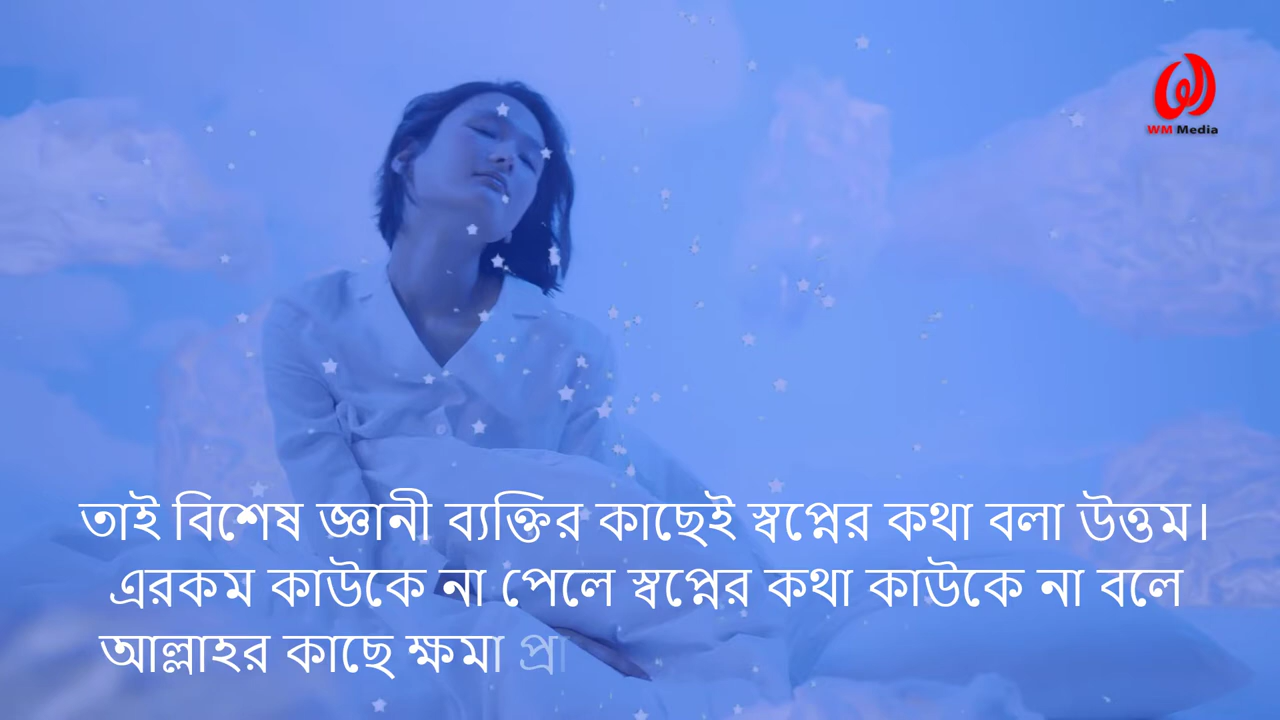 WM Media
তাই বিশেষ জ্ঞানী ব্যক্তির কাছেই স্বপ্নের কথা বলা উত্তম।
এরকম কাউকে না পেলে স্বপ্নের কথা কাউকে না বলে
আল্লাহর কাছে ক্ষমা প্রা